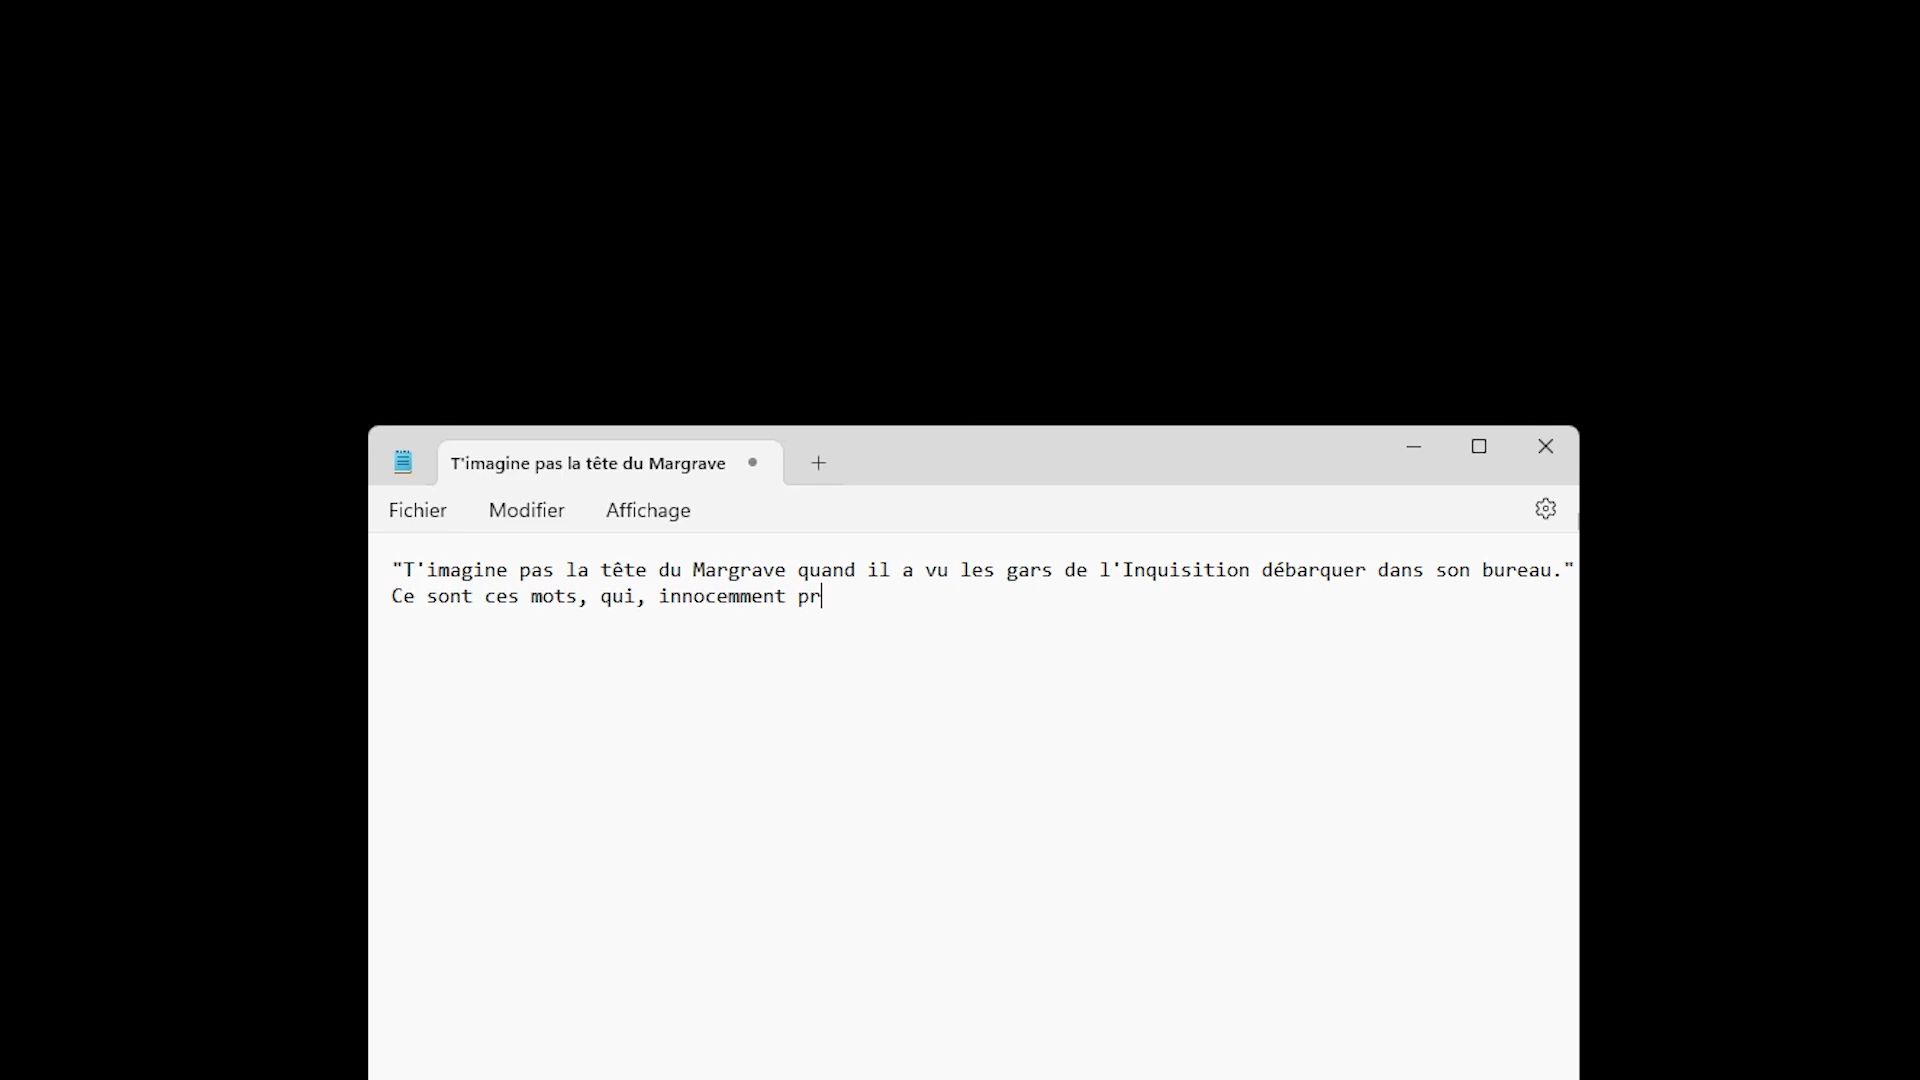 T'imagine pas la tête du Margrave
Fichier Modifier Affichage
"T'imagine pas la tête du Margrave quand il a vu les gars de l'Inquisition débarquer dans son bureau."
Ce sont ces mots, qui, innocemment pr